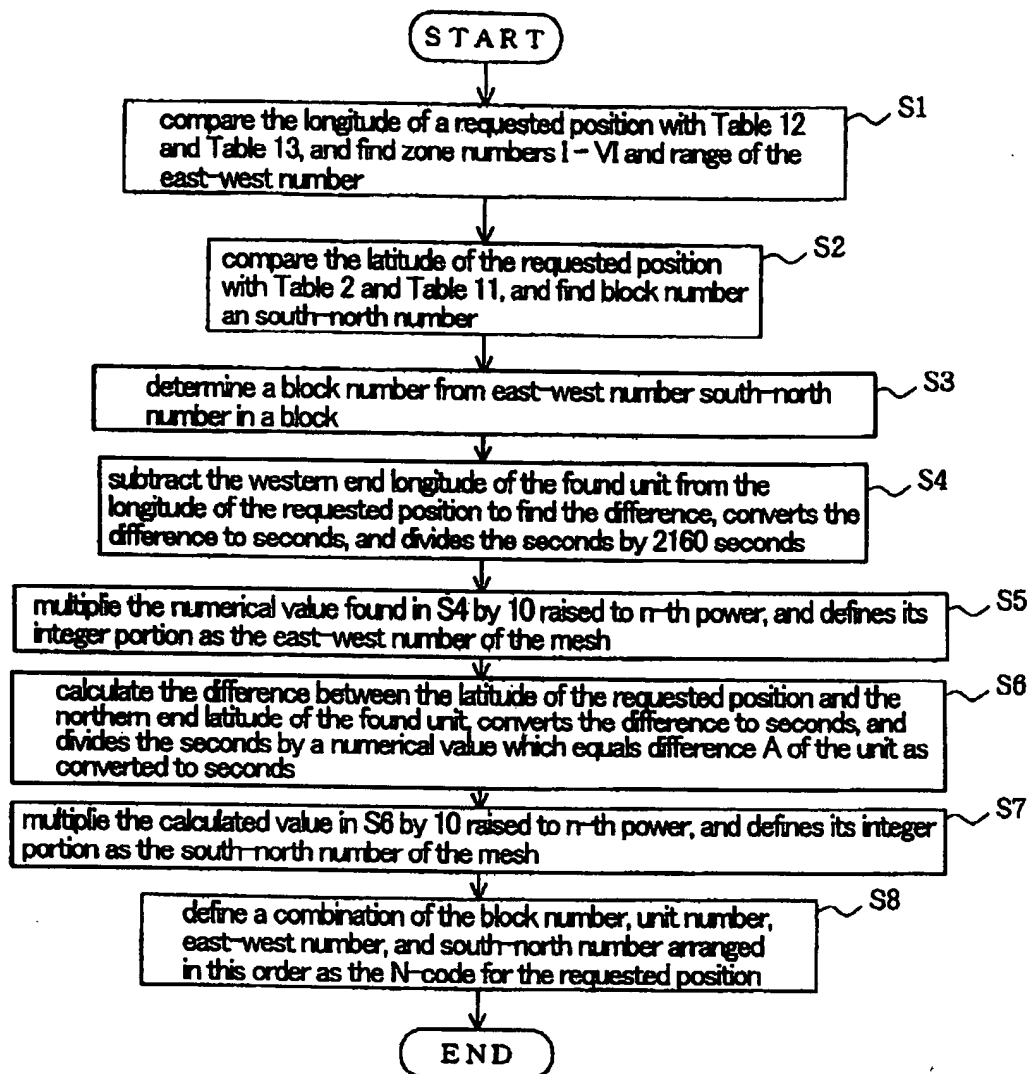 START
S1
compare the longitude of a requested position with Table 12
and Table 13, and find zone numbers I - VI and range of the
east-west number
S2
compare the latitude of the requested position
with Table 2 and Table 11, and find block number
an south-north number
S3
determine a block number from east-west number south-north
number in a block
S4
subtract the western end longitude of the found unit from the
longitude of the requested position to find the difference, converts the
difference to seconds, and divides the seconds by 2160 seconds
S5
multiplie the numerical value found in S4 by 10 raised to n-th power, and defines its
integer portion as the east-west number of the mesh
S6
calculate the difference between the latitude of the requested position and the
northern end latitude of the found unit, converts the difference to seconds, and
divides the seconds by a numerical value which equals difference A of the unit as
converted to seconds
S7
multiplie the calculated value in S6 by 10 raised to n-th power, and defines its integer
portion as the south-north number of the mesh
S8
define a combination of the block number, unit number,
east-west number, and south-north number arranged
in this order as the N-code for the requested position
END